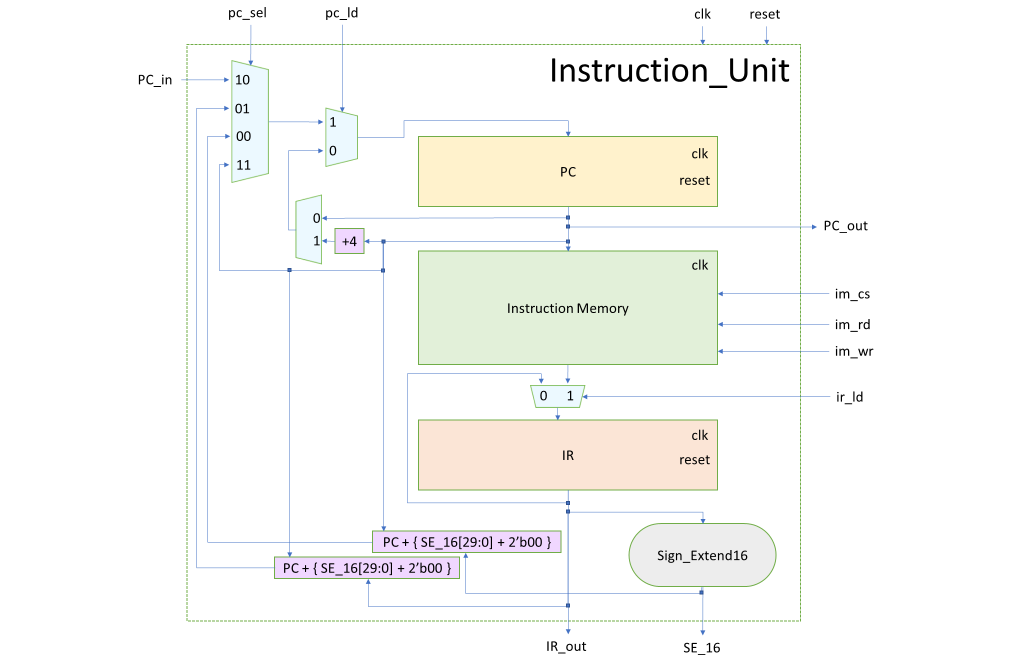 pc_sel
pc_ld
clk
reset
Instruction_Unit
PC_in
10
01
00
11
1
0
clk
PC
reset
0
1
+4
PC_out
clk
Instruction Memory
im_cs
im_rd
im_wr
0 1
ir_ld
clk
IR
reset
PC + { SE_16[29:0] + 2’b00 }
PC + { SE_16[29:0] + 2’b00 }
Sign_Extend16
IR_out
SE_16